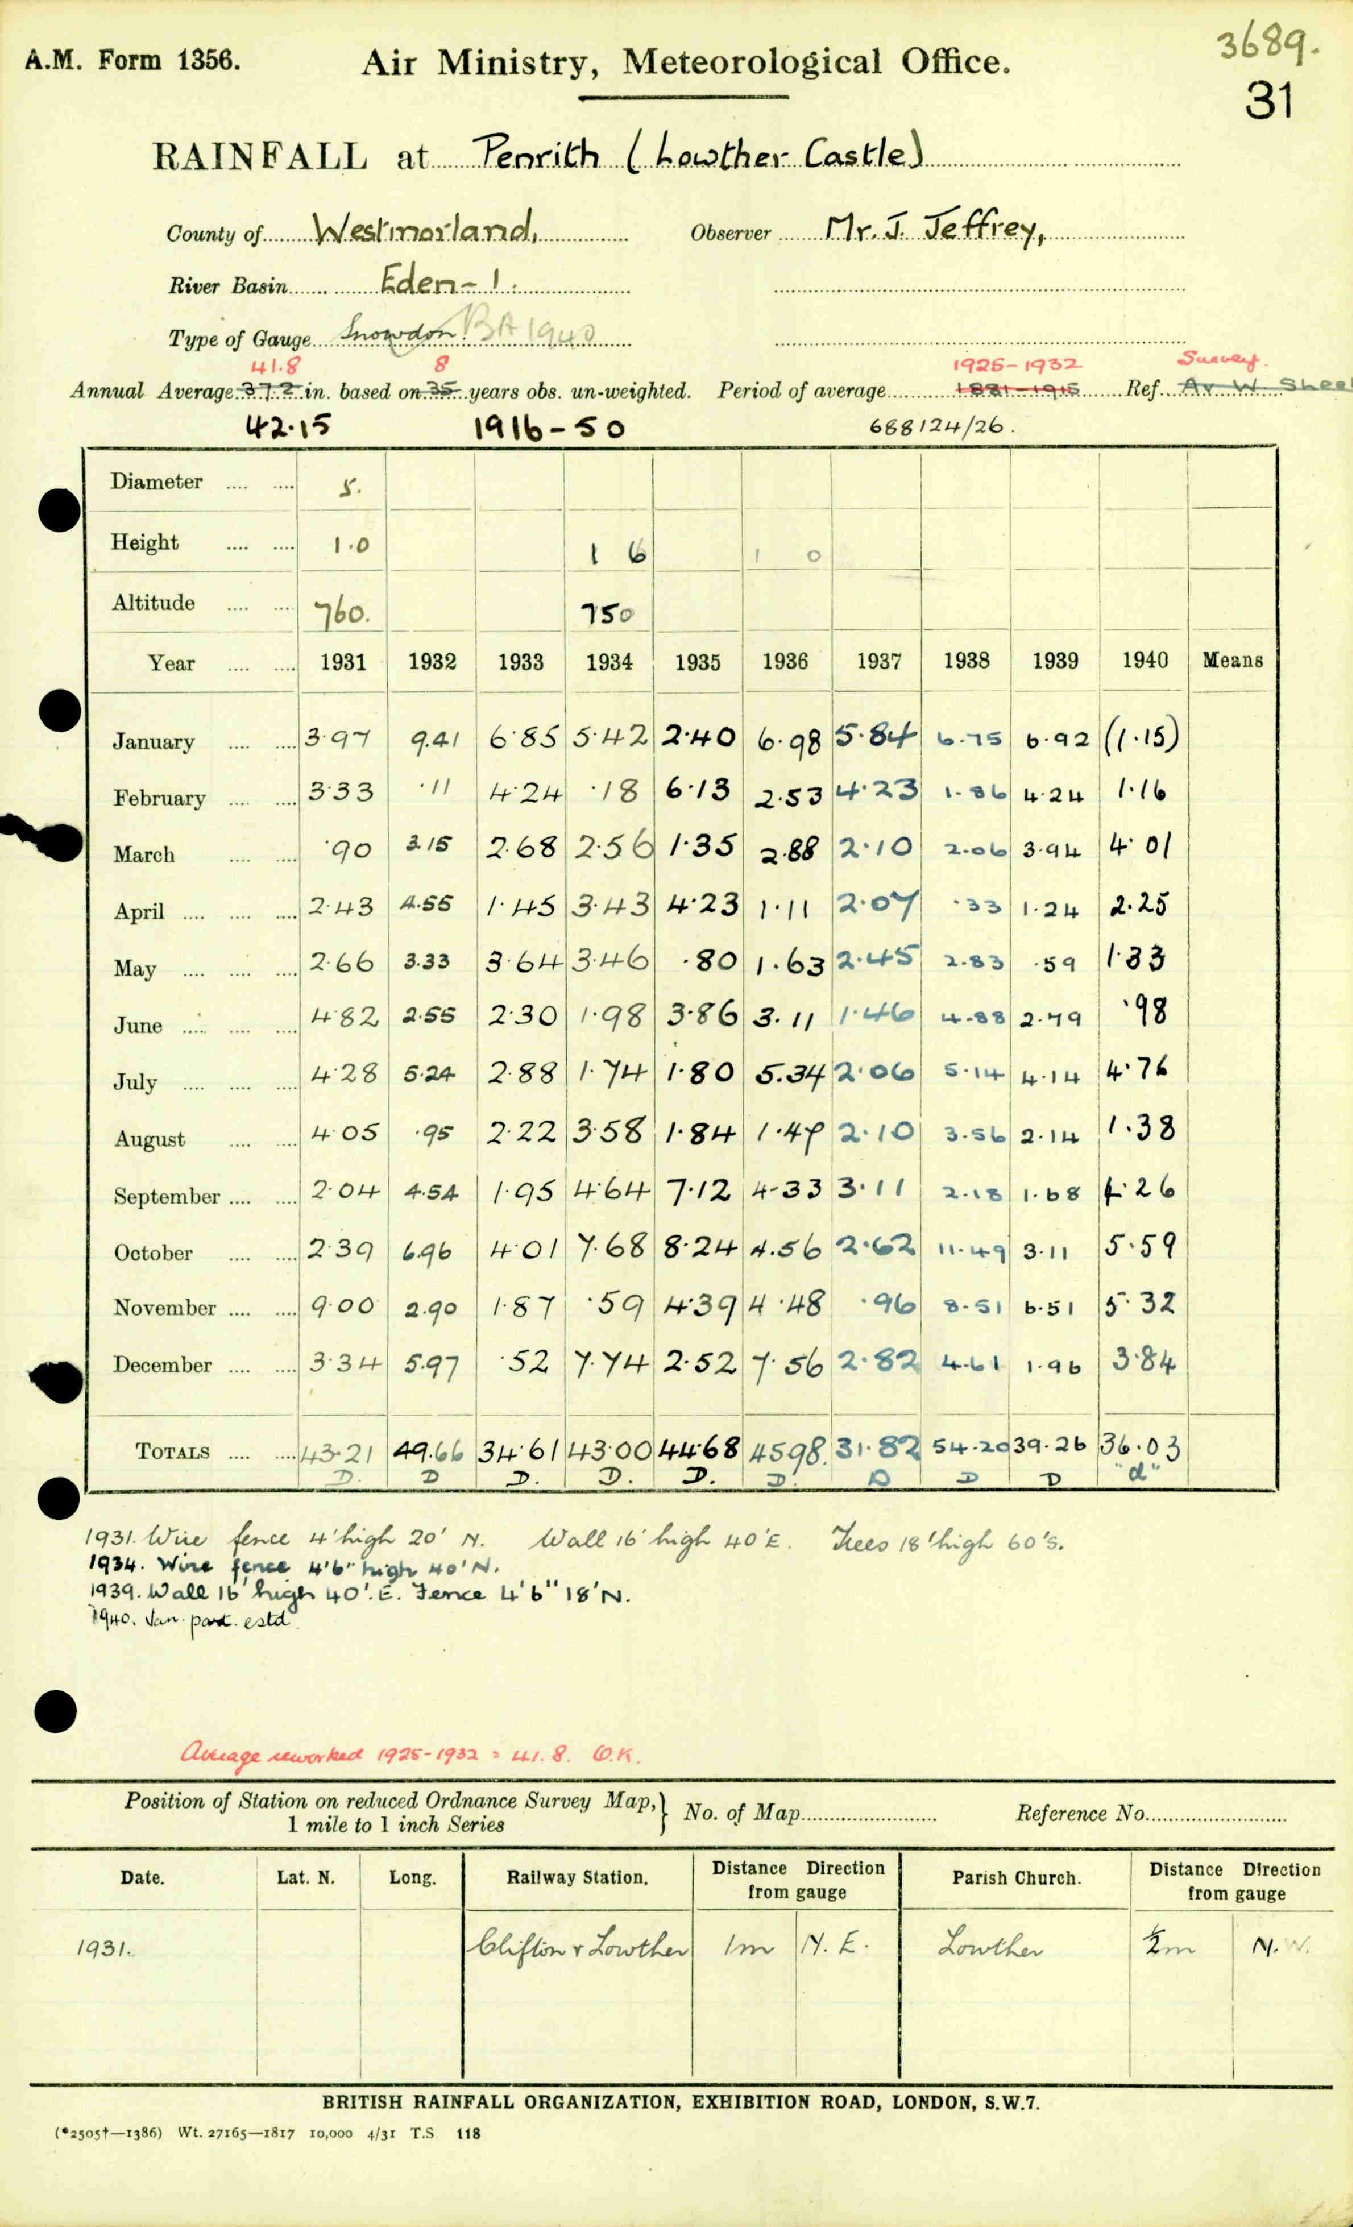 3689.
A.M. Form 1356. Air Ministry, Meteorological Office.
31
RAINFALL at Penrith (Lowther Castle)
County of Westmorland, Observer Mr. J. Jeffrey,
River Basin Eden - 1.
Type of Gauge Snowdon. BA 1940
41.8 8 1925-1932 Survey.
Annual Average 37.2 in. based on 35 years obs. un-weighted. Period of average 1881-1915 Ref. Av. W. Sheet
42.15 1916-50 688124/26.
Diameter 5.
Height 1.0 1 6 1 0
Altitude 760. 750
Year 1931 1932 1933 1934 1935 1936 1937 1938 1939 1940 Means
January 3.97 9.41 6.85 5.42 2.40 6.98 5.84 6.75 6.92 (1.15)
February 3.33 .11 4.24 .18 6.13 2.53 4.23 1.86 4.24 1.16
March .90 3.15 2.68 2.56 1.35 2.88 2.10 2.06 3.94 4.01
April 2.43 4.55 1.45 3.43 4.23 1.11 2.07 .33 1.24 2.25
May 2.66 3.33 3.64 3.46 .80 1.63 2.45 2.83 .59 1.33
June 4.82 2.55 2.30 1.98 3.86 3.11 1.46 4.88 2.79 .98
July 4.28 5.24 2.88 1.74 1.80 5.34 2.06 5.14 4.14 4.76
August 4.05 .95 2.22 3.58 1.84 1.47 2.10 3.56 2.14 1.38
September 2.04 4.54 1.95 4.64 7.12 4.33 3.11 2.18 1.68 4.26
October 2.39 6.96 4.01 7.68 8.24 4.56 2.62 11.49 3.11 5.59
November 9.00 2.90 1.87 .59 4.39 4.48 .96 8.51 6.51 5.32
December 3.34 5.97 .52 7.74 2.52 7.56 2.82 4.61 1.96 3.84
TOTALS 43.21 49.66 34.61 43.00 44.68 45.98. 31.82 54.20 39.26 36.03
D. D D. D. D. D. D D D "d"
1931. Wire fence 4' high 20' N. Wall 16' high 40' E. Trees 18' high 60' S.
1934. Wire fence 4'6" high 40' N.
1939. Wall 16' high 40'. E. Fence 4'6" 18' N.
1940. Jan. part. estd.
Average reworked 1925-1932 = 41.8. O.K.
Position of Station on reduced Ordnance Survey Map,} No. of Map Reference No.
1 mile to 1 inch Series
Date. Lat. N. Long. Railway Station. Distance Direction from gauge Parish Church. Distance Direction from gauge
1931. Clifton & Lowther 1m N. E. Lowther ½m N. W.
BRITISH RAINFALL ORGANIZATION, EXHIBITION ROAD, LONDON, S.W.7.
(*2505†—1386) Wt. 27165—1817 10,000 4/31 T.S 118